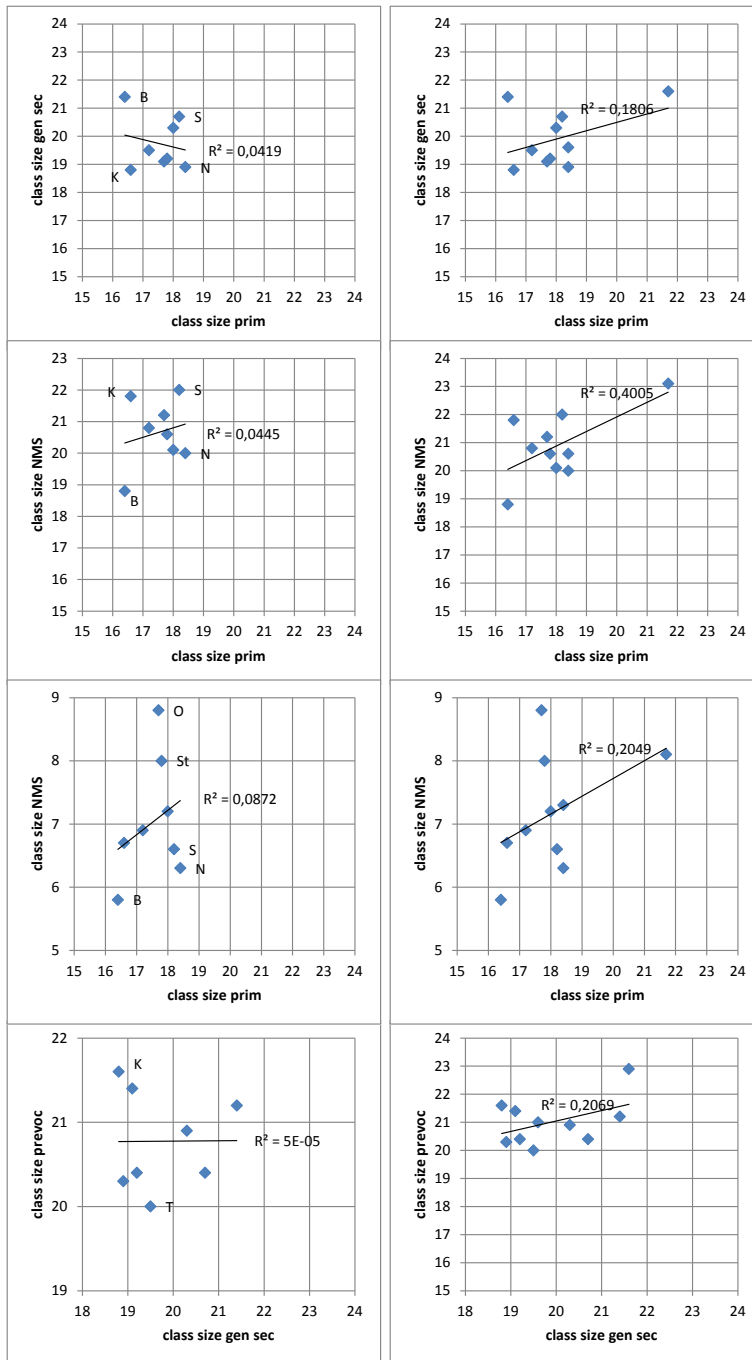 24
23
22
21
20
19
18
17
16
15
class size gen sec
B
S
R² = 0,0419
K
N
15 16 17 18 19 20 21 22 23 24
class size prim
24
23
22
21
20
19
18
17
16
15
class size gen sec
R² = 0,1806
15 16 17 18 19 20 21 22 23 24
class size prim
23
22
21
20
19
18
17
16
15
class size NMS
K
S
R² = 0,0445
N
B
15 16 17 18 19 20 21 22 23 24
class size prim
24
23
22
21
20
19
18
17
16
15
class size NMS
R² = 0,4005
15 16 17 18 19 20 21 22 23 24
class size prim
9
8
7
6
5
class size NMS
O
St
R² = 0,0872
S
N
B
15 16 17 18 19 20 21 22 23 24
class size prim
9
8
7
6
5
class size NMS
R² = 0,2049
15 16 17 18 19 20 21 22 23 24
class size prim
22
21
20
19
class size prevoc
K
R² = 5E-05
T
18 19 20 21 22 23 24
class size gen sec
24
23
22
21
20
19
18
17
16
15
class size prevoc
R² = 0,2069
18 19 20 21 22 23 24
class size gen sec